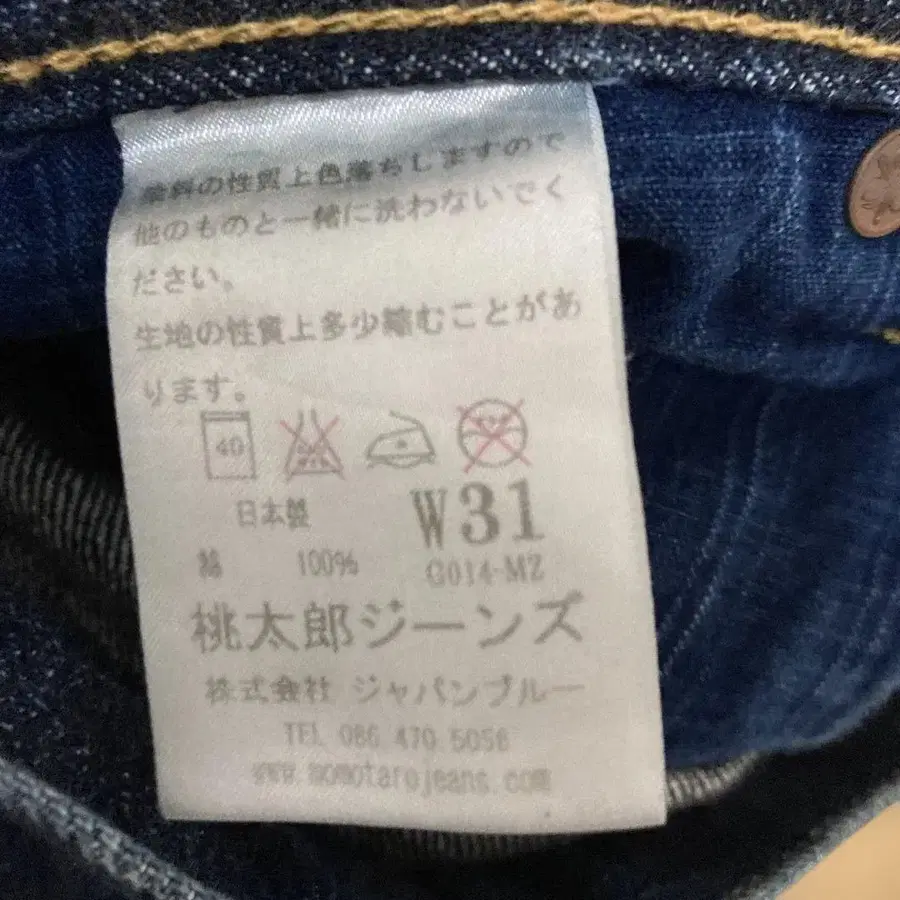 染料の性質上色落ちしますので
他のものと一緒に洗わないでく
ださい。
生地の性質上多少縮むことがあ
ります。
40
日本製
W31
綿 100%
G014-MZ
桃太郎ジーンズ
株式会社 ジャパンブルー
TEL 086 470 5056
www.momotarojeans.com